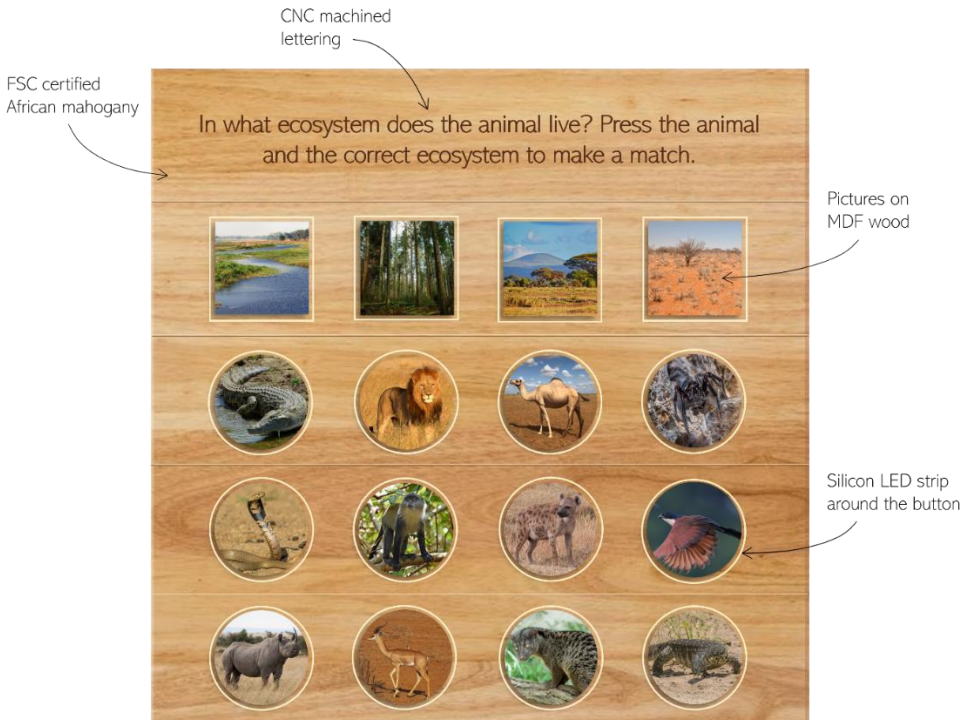 CNC machined
lettering
FSC certified
African mahogany
In what ecosystem does the animal live? Press the animal
and the correct ecosystem to make a match.
Pictures on
MDF wood
Silicon LED strip
around the button